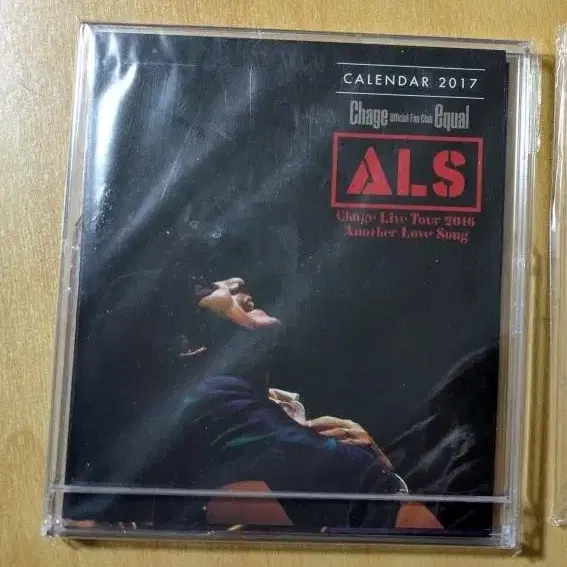 CALENDAR 2017
Chage Official Fan Club equal
ALS
Chage Live Tour 2016
Another Love Song